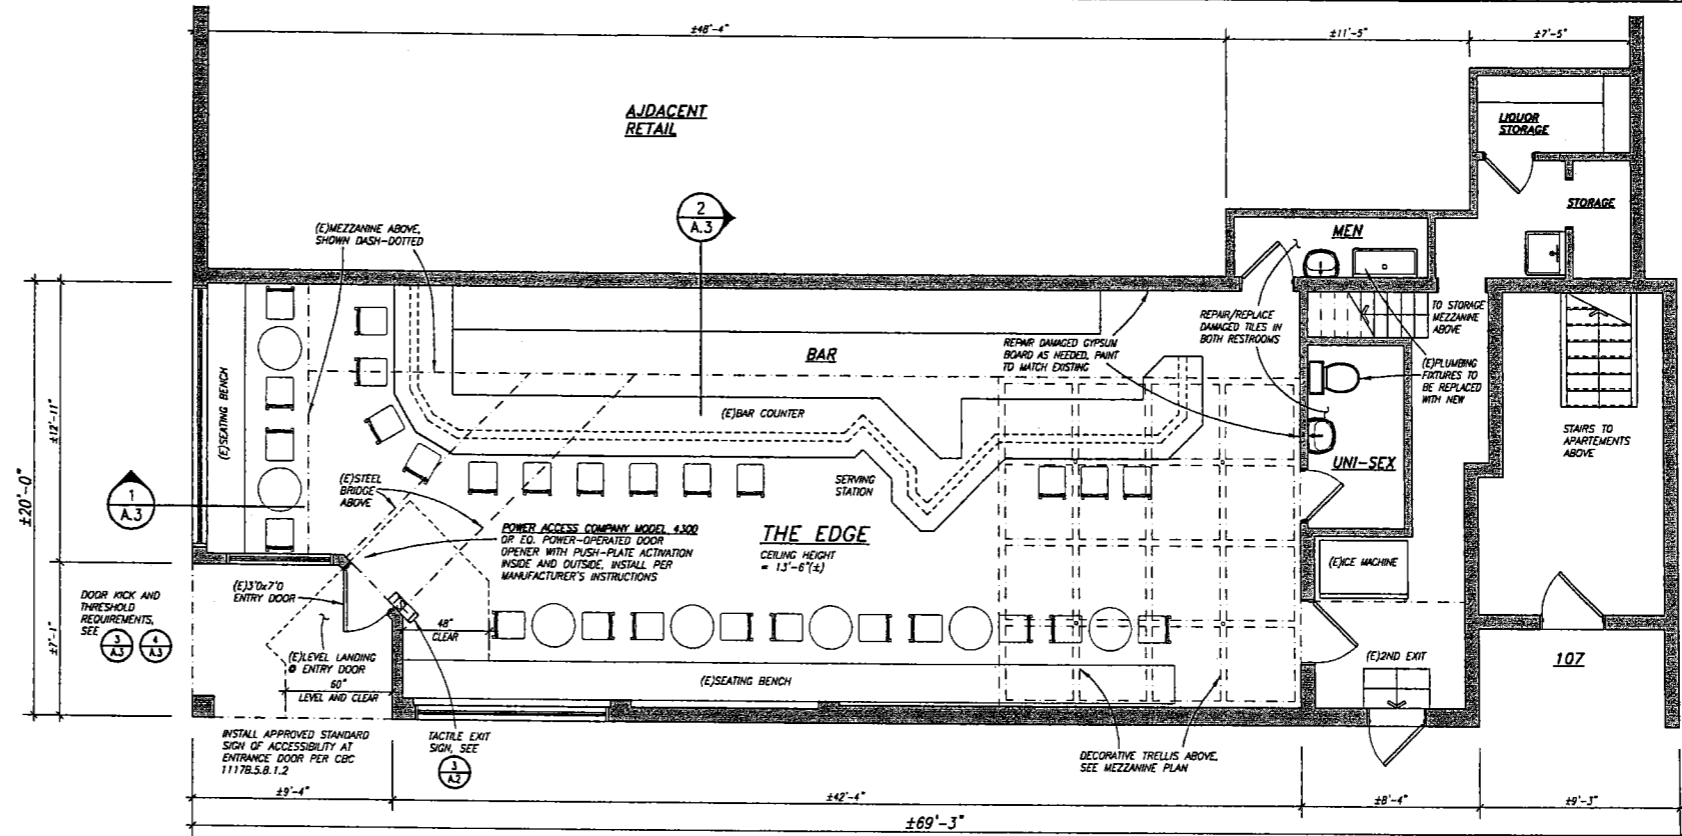 ±48'-4"
±11'-5"
±7'-5"
AJDACENT
RETAIL
LIQUOR
STORAGE
STORAGE
MEN
2
A.3
(E)MEZZANINE ABOVE,
SHOWN DASH-DOTTED
TO STORAGE
MEZZANINE
ABOVE
REPAIR/REPLACE
DAMAGED TILES IN
BOTH RESTROOMS
REPAIR DAMAGED GYPSUM
BOARD AS NEEDED, PAINT
TO MATCH EXISTING
BAR
(E)PLUMBING
FIXTURES TO
BE REPLACED
WITH NEW
(E)SEATING BENCH
(E)BAR COUNTER
STAIRS TO
APARTEMENTS
ABOVE
UNI-SEX
±20'-0"
±12'-11"
±7'-1"
1
A.3
(E)STEEL
BRIDGE
ABOVE
SERVING
STATION
POWER ACCESS COMPANY MODEL 4300
OR EQ. POWER-OPERATED DOOR
OPENER WITH PUSH-PLATE ACTIVATION
INSIDE AND OUTSIDE, INSTALL PER
MANUFACTURER'S INSTRUCTIONS
THE EDGE
CEILING HEIGHT
= 13'-6"(±)
(E)ICE MACHINE
(E)3'0x7'0
ENTRY DOOR
DOOR KICK AND
THRESHOLD
REQUIREMENTS,
SEE
3
A.3
4
A.3
48"
CLEAR
(E)LEVEL LANDING
@ ENTRY DOOR
60"
LEVEL AND CLEAR
(E)SEATING BENCH
(E)2ND EXIT
107
INSTALL APPROVED STANDARD
SIGN OF ACCESSIBILITY AT
ENTRANCE DOOR PER CBC
1117B.5.8.1.2
TACTILE EXIT
SIGN, SEE
3
A.2
DECORATIVE TRELLIS ABOVE,
SEE MEZZANINE PLAN
±9'-4"
±42'-4"
±8'-4"
±9'-3"
±69'-3"